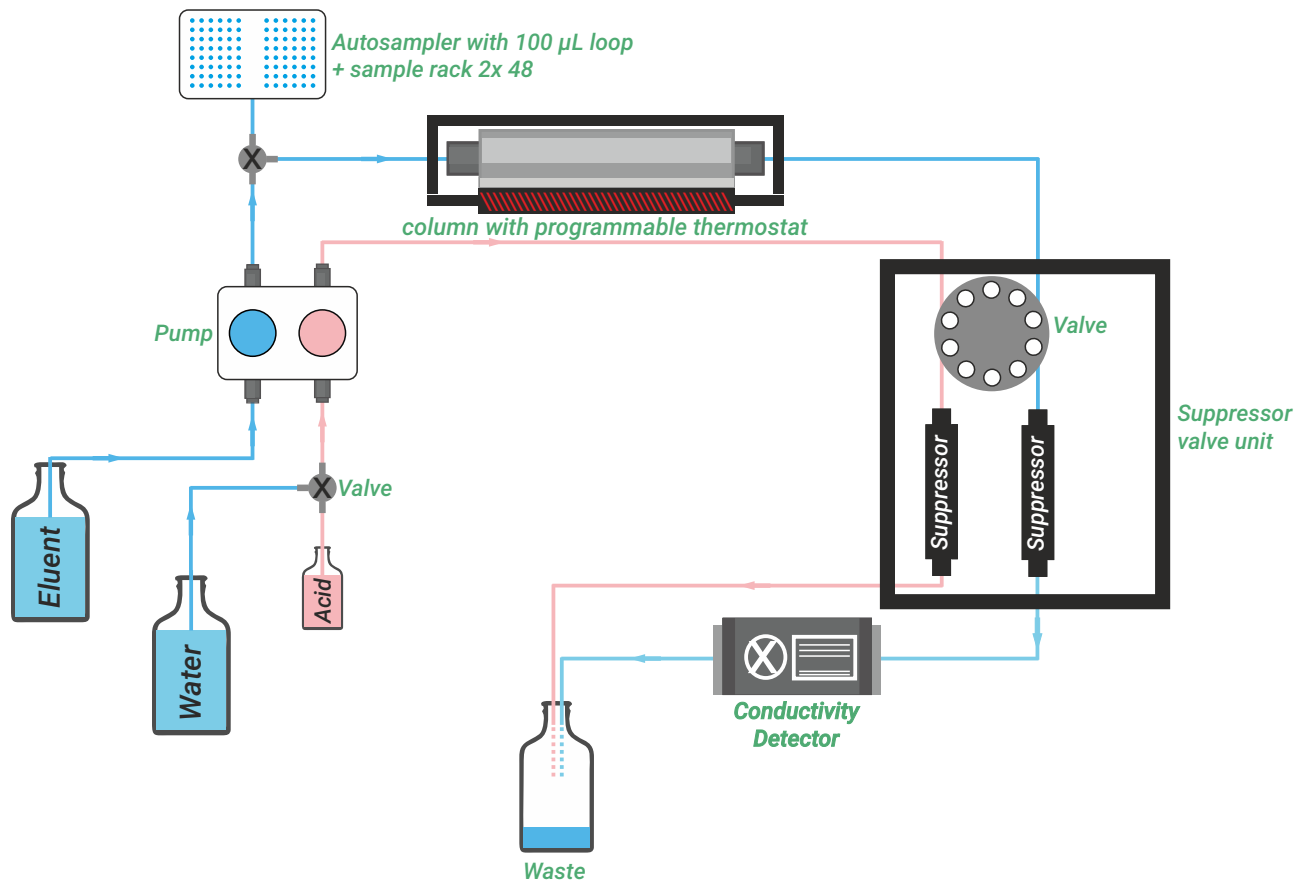 Autosampler with 100 µL loop
+ sample rack 2x 48
column with programmable thermostat
Pump
Valve
Suppressor
valve unit
Suppressor
Suppressor
Valve
Eluent
Water
Acid
Conductivity
Detector
Waste